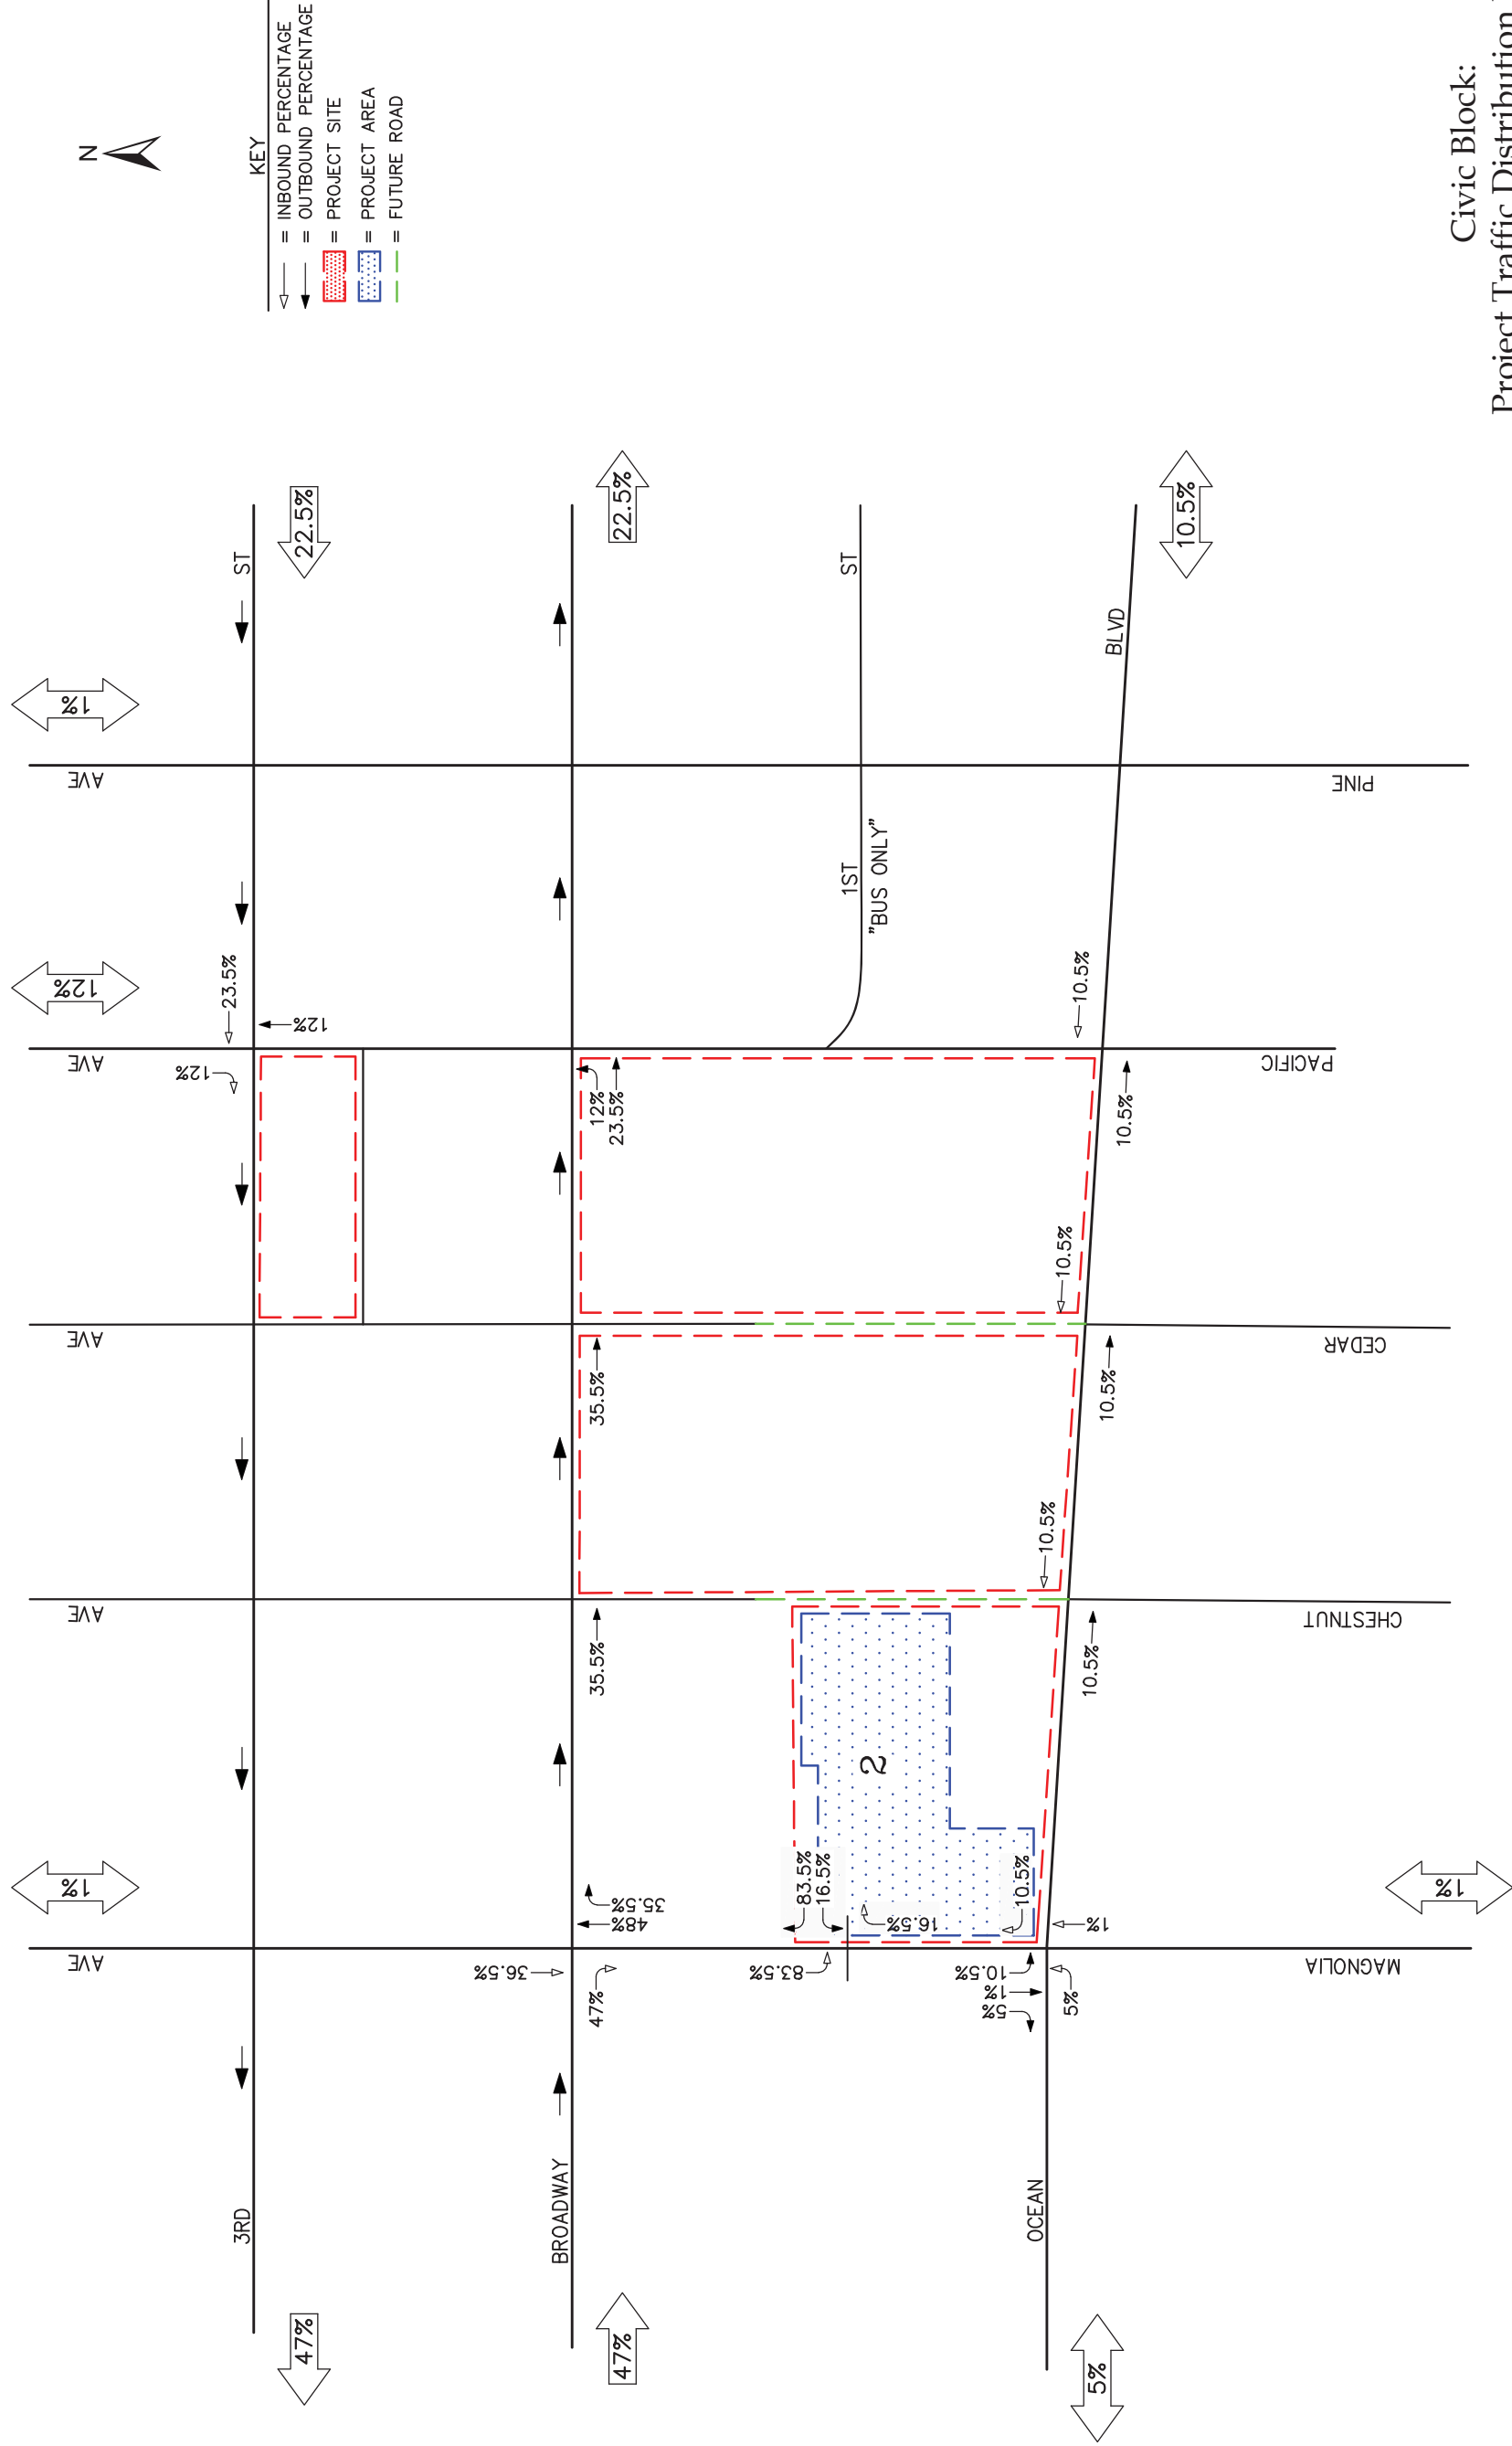 N
KEY
= INBOUND PERCENTAGE
= OUTBOUND PERCENTAGE
= PROJECT SITE
= PROJECT AREA
= FUTURE ROAD
1%
12%
1%
AVE
AVE
AVE
AVE
AVE
12%
23.5%
3RD
ST
47%
22.5%
12%
36.5%
48%
35.5%
BROADWAY
47%
35.5%
35.5%
12%
23.5%
47%
22.5%
83.5%
83.5%
16.5%
16.5%
2
1ST
ST
"BUS ONLY"
10.5%
1%
5%
10.5%
10.5%
10.5%
10.5%
OCEAN
BLVD
5%
1%
10.5%
10.5%
10.5%
5%
10.5%
MAGNOLIA
CHESTNUT
CEDAR
PACIFIC
PINE
1%
Civic Block:
Project Traffic Distribution